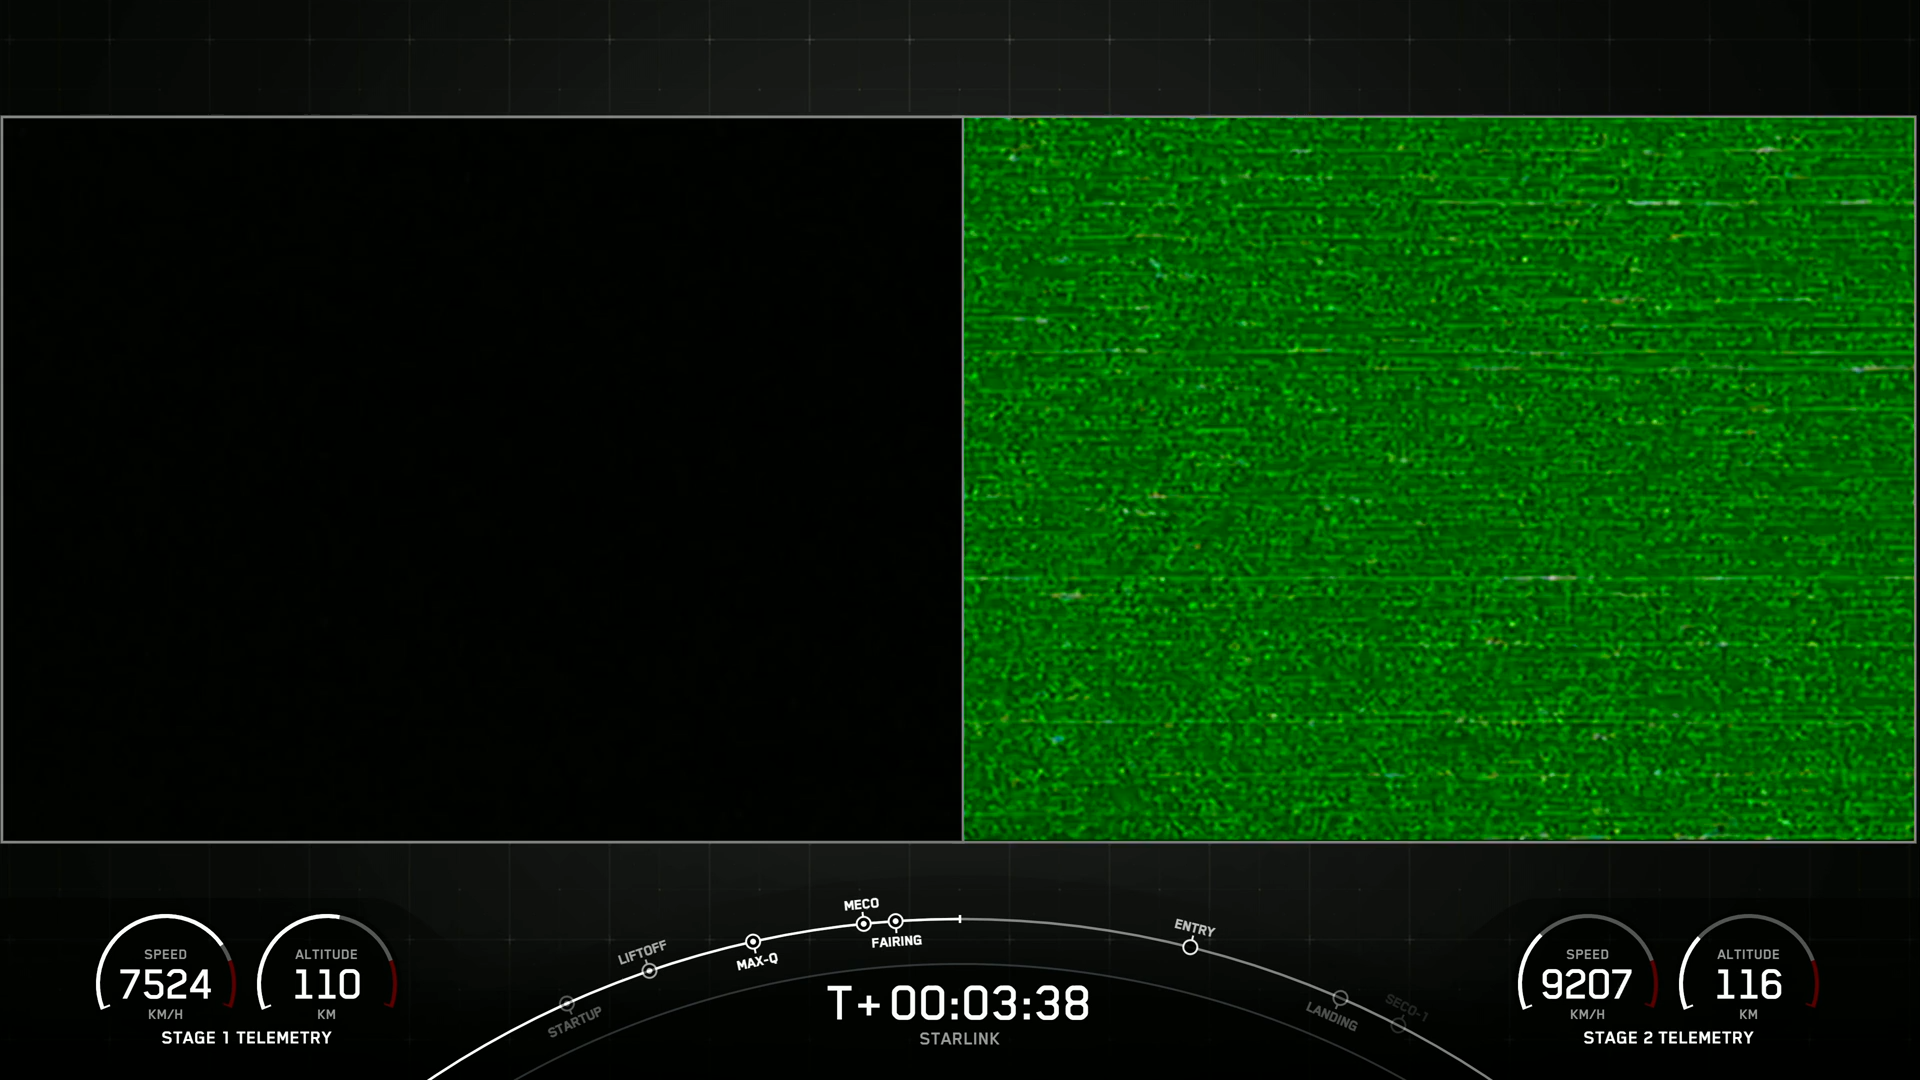 MECO
FAIRING
LIFTOFF
MAX-Q
STARTUP
ENTRY
LANDING
SECO-1
SPEED
7524
KM/H
ALTITUDE
110
KM
STAGE 1 TELEMETRY
T+00:03:38
STARLINK
SPEED
9207
KM/H
ALTITUDE
116
KM
STAGE 2 TELEMETRY